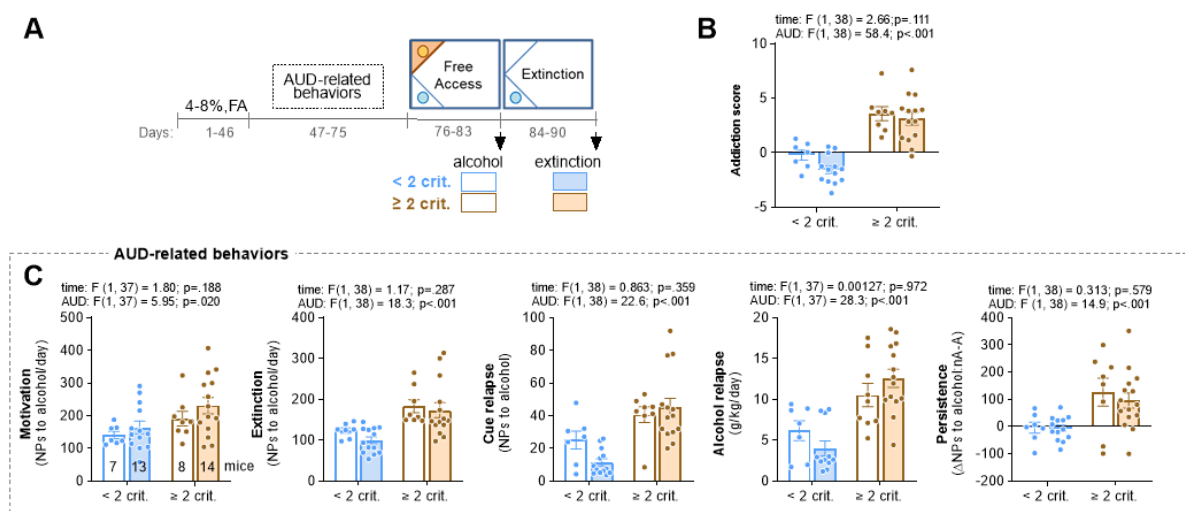 A
4-8%,FA
AUD-related
behaviors
Free
Access
Extinction
Days:
1-46
47-75
76-83
84-90
alcohol
extinction
< 2 crit.
≥ 2 crit.
B
time: F (1, 38) = 2.66;p=.111
AUD: F(1, 38) = 58.4; p<.001
Addiction score
10
5
0
-5
< 2 crit.
≥ 2 crit.
AUD-related behaviors
C
time: F (1, 37) = 1.80; p=.188
AUD: F(1, 37) = 5.95; p=.020
Motivation
(NPs to alcohol/day)
500
400
300
200
100
0
7
13
8
14
mice
< 2 crit.
≥ 2 crit.
time: F(1, 38) = 1.17; p=.287
AUD: F (1, 38) = 18.3; p<.001
Extinction
(NPs to alcohol/day)
400
300
200
100
0
< 2 crit.
≥ 2 crit.
time: F(1, 38) = 0.863; p=.359
AUD: F(1, 38) = 22.6; p<.001
Cue relapse
(NPs to alcohol)
100
80
60
40
20
0
< 2 crit.
≥ 2 crit.
time: F(1, 37) = 0.00127; p=.972
AUD: F(1, 37) = 28.3; p<.001
Alcohol relapse
(g/kg/day)
20
15
10
5
0
< 2 crit.
≥ 2 crit.
time: F(1, 38) = 0.313; p=.579
AUD: F (1, 38) = 14.9; p<.001
Persistence
(ΔNPs to alcohol:nA-A)
400
300
200
100
0
-100
-200
< 2 crit.
≥ 2 crit.